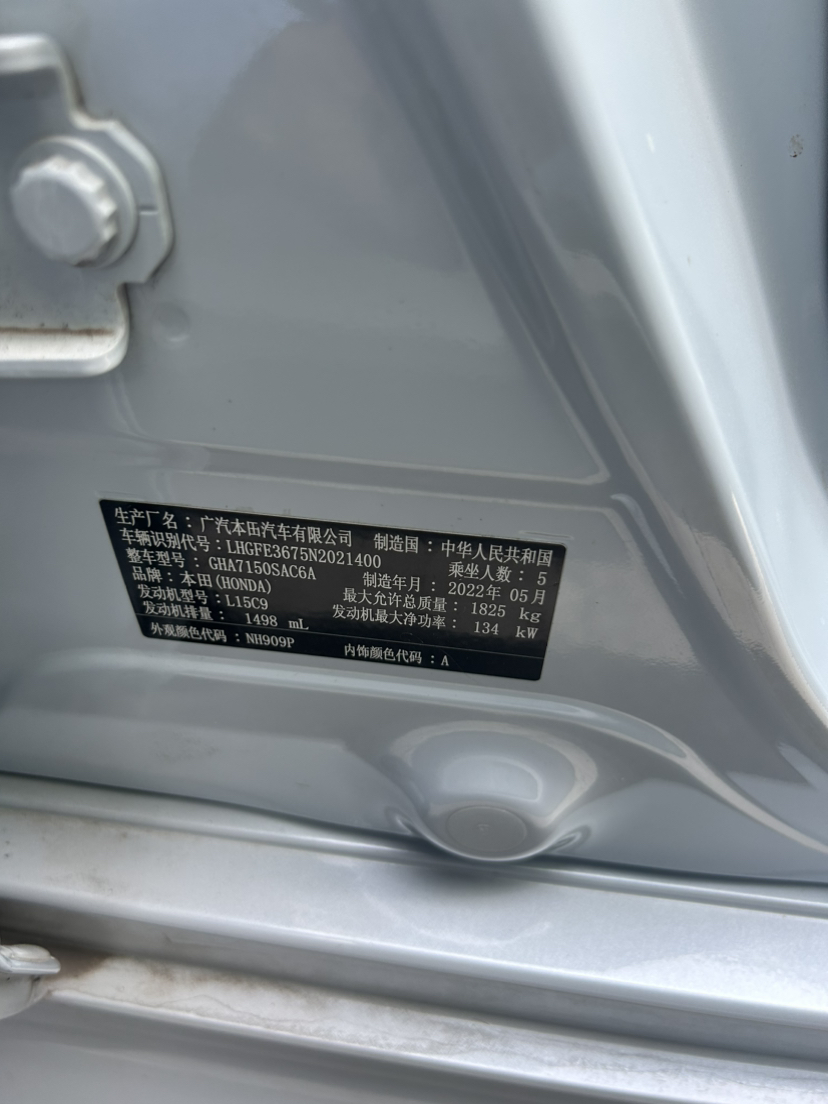 生产厂名：广汽本田汽车有限公司 制造国：中华人民共和国
车辆识别代号：LHGFE3675N2021400 乘坐人数：5
整车型号：GHA7150SAC6A 制造年月：2022年 05月
品牌：本田(HONDA) 最大允许总质量：1825 kg
发动机型号：L15C9 发动机最大净功率：134 kW
发动机排量：1498 mL
外观颜色代码：NH909P 内饰颜色代码：A